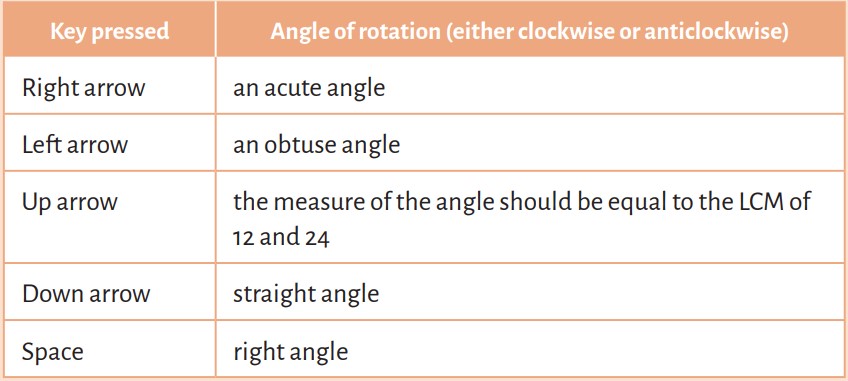 Key pressed Angle of rotation (either clockwise or anticlockwise)
Right arrow an acute angle
Left arrow an obtuse angle
Up arrow the measure of the angle should be equal to the LCM of
12 and 24
Down arrow straight angle
Space right angle